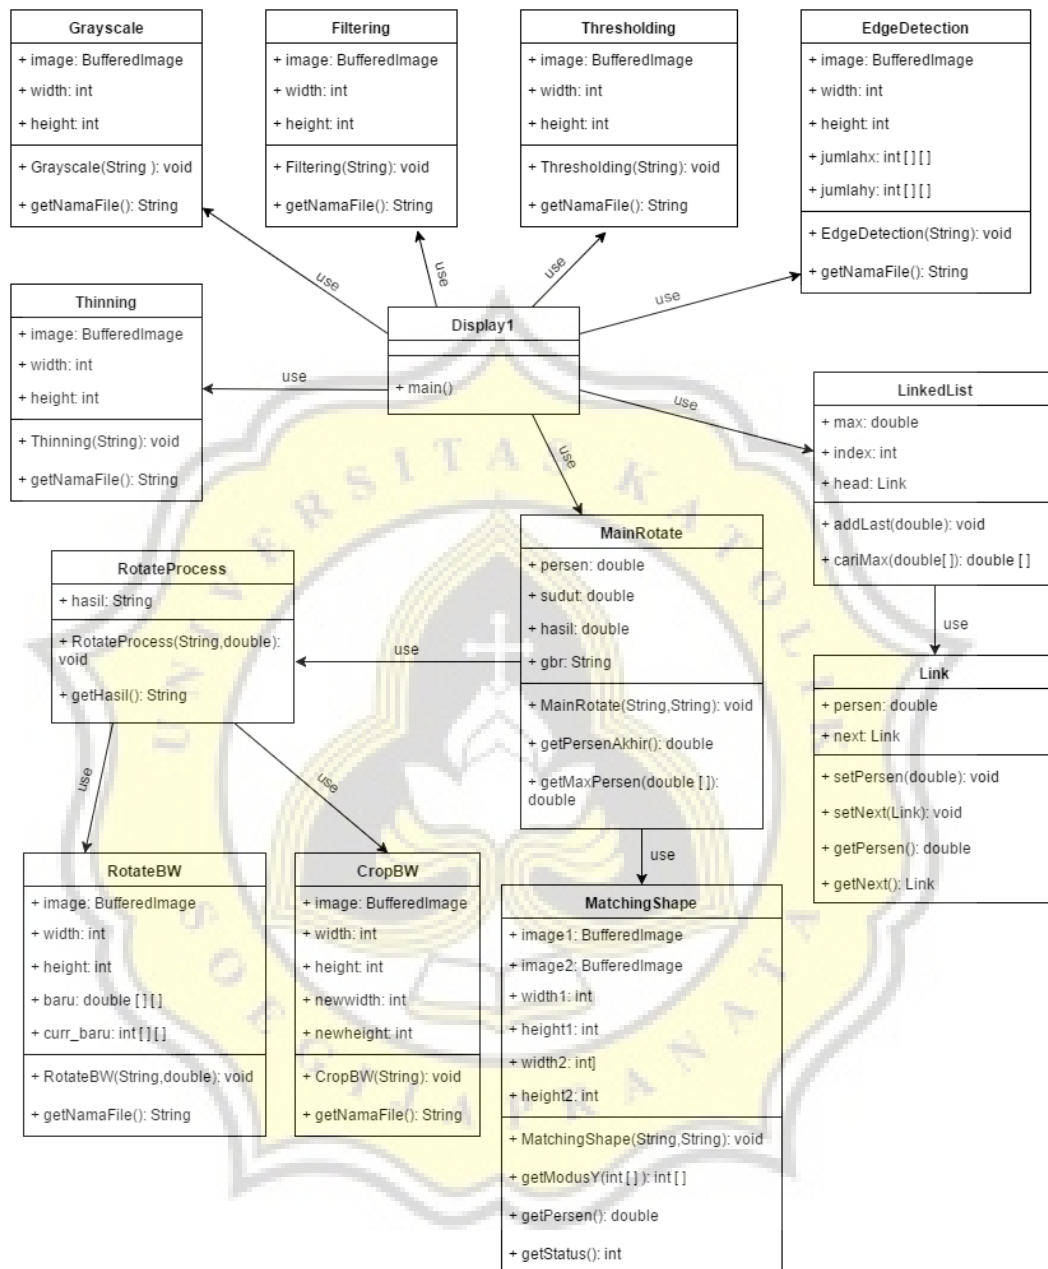 Grayscale
+ image: BufferedImage
+ width: int
+ height: int
+ Grayscale(String ): void
+ getNamaFile(): String
Filtering
+ image: BufferedImage
+ width: int
+ height: int
+ Filtering(String): void
+ getNamaFile(): String
Thresholding
+ image: BufferedImage
+ width: int
+ height: int
+ Thresholding(String): void
+ getNamaFile(): String
EdgeDetection
+ image: BufferedImage
+ width: int
+ height: int
+ jumlahx: int [ ] [ ]
+ jumlahy: int [ ] [ ]
+ EdgeDetection(String): void
+ getNamaFile(): String
use
use
use
use
Thinning
+ image: BufferedImage
+ width: int
+ height: int
+ Thinning(String): void
+ getNamaFile(): String
use
Display1
+ main()
use
use
LinkedList
+ max: double
+ index: int
+ head: Link
+ addLast(double): void
+ cariMax(double[ ]): double [ ]
use
MainRotate
+ persen: double
+ sudut: double
+ hasil: double
+ gbr: String
+ MainRotate(String,String): void
+ getPersenAkhir(): double
+ getMaxPersen(double [ ]):
double
use
RotateProcess
+ hasil: String
+ RotateProcess(String,double):
void
+ getHasil(): String
use
use
use
Link
+ persen: double
+ next: Link
+ setPersen(double): void
+ setNext(Link): void
+ getPersen(): double
+ getNext(): Link
RotateBW
+ image: BufferedImage
+ width: int
+ height: int
+ baru: double [ ] [ ]
+ curr_baru: int [ ] [ ]
+ RotateBW(String,double): void
+ getNamaFile(): String
CropBW
+ image: BufferedImage
+ width: int
+ height: int
+ newwidth: int
+ newheight: int
+ CropBW(String): void
+ getNamaFile(): String
MatchingShape
+ image1: BufferedImage
+ image2: BufferedImage
+ width1: int
+ height1: int
+ width2: int]
+ height2: int
+ MatchingShape(String,String): void
+ getModusY(int [ ] ): int [ ]
+ getPersen(): double
+ getStatus(): int
UNIVERSITAS KATOLIK
SOEGIJAPRANATA